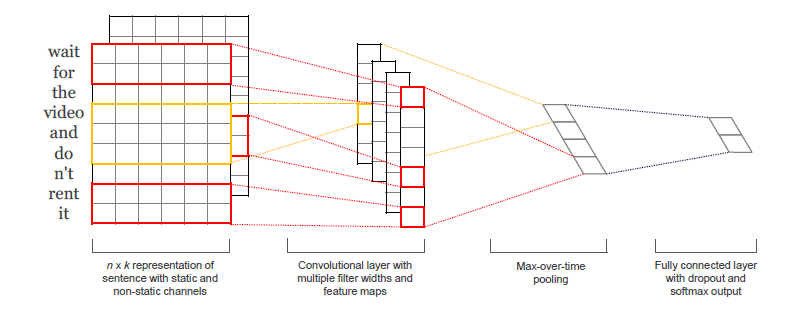 wait
for
the
video
and
do
n't
rent
it
n x k representation of
sentence with static and
non-static channels
Convolutional layer with
multiple filter widths and
feature maps
Max-over-time
pooling
Fully connected layer
with dropout and
softmax output